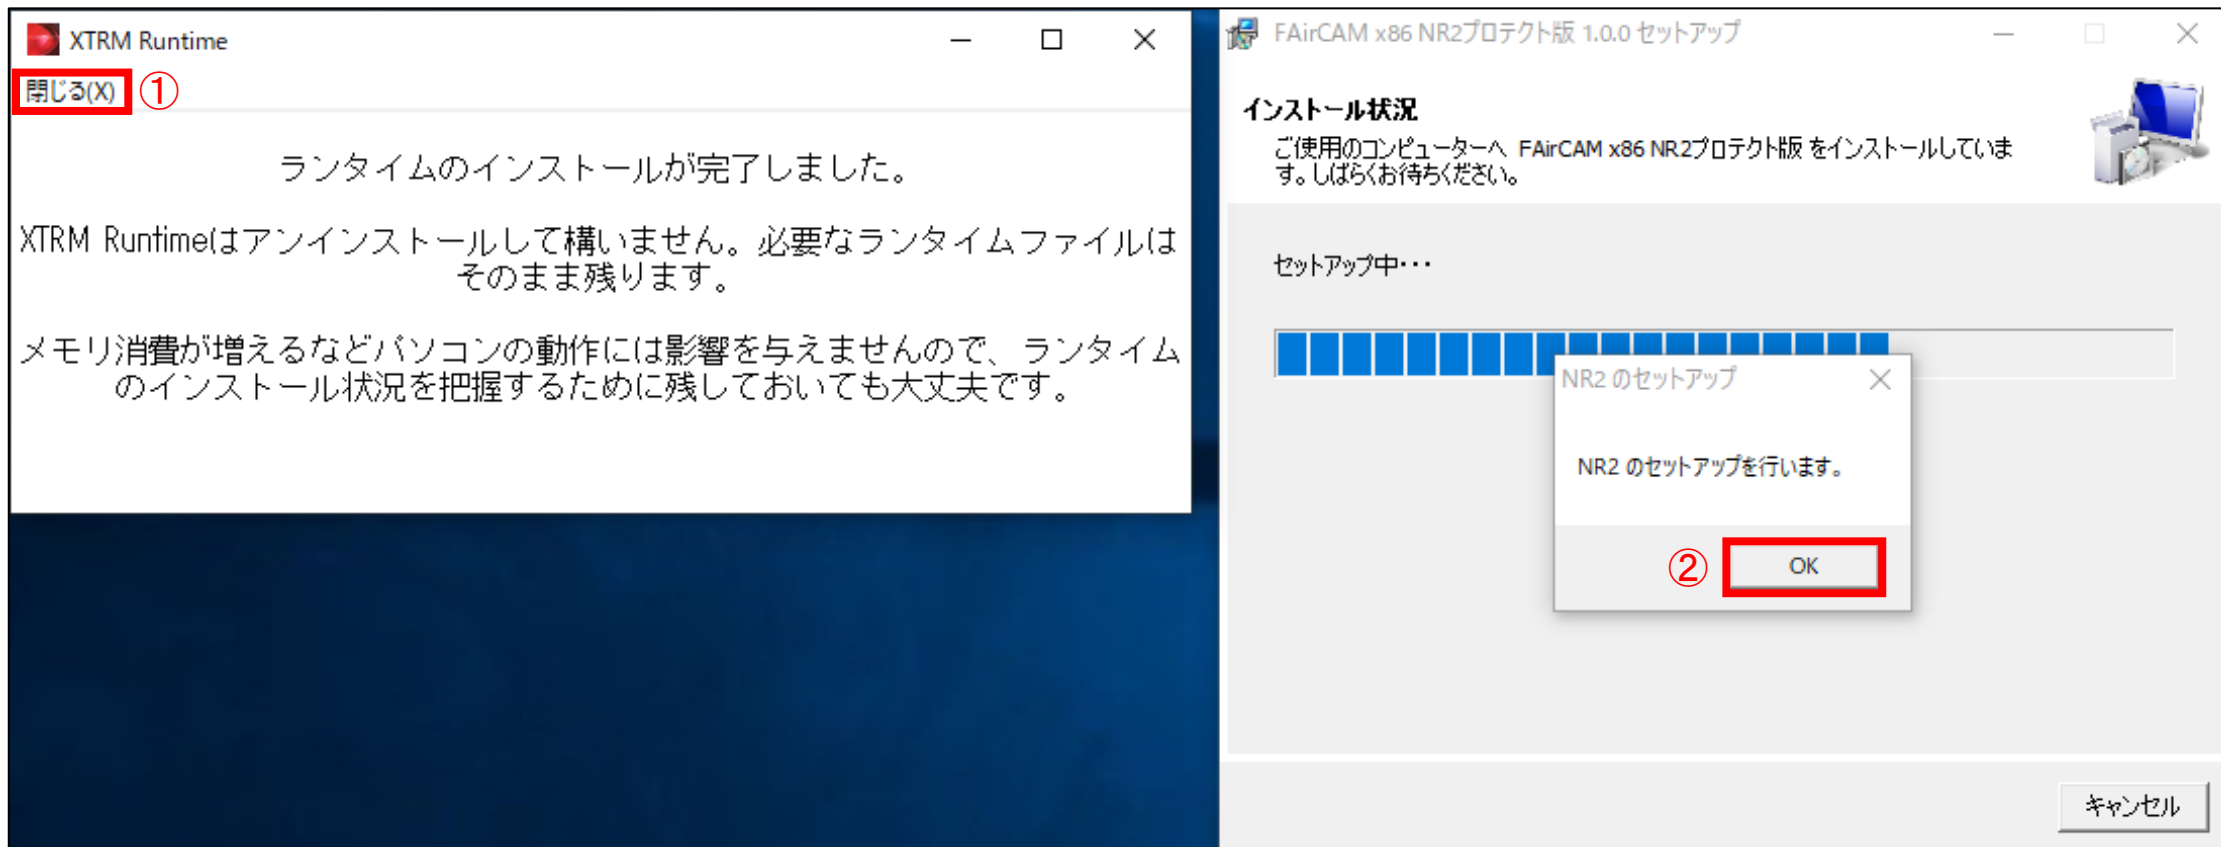 XTRM Runtime
閉じる(X) ①
ランタイムのインストールが完了しました。
XTRM Runtimeはアンインストールして構いません。必要なランタイムファイルは
そのまま残ります。
メモリ消費が増えるなどパソコンの動作には影響を与えませんので、ランタイム
のインストール状況を把握するために残しておいても大丈夫です。
FAirCAM x86 NR2プロテクト版 1.0.0 セットアップ
インストール状況
ご使用のコンピューターへ FAirCAM x86 NR2プロテクト版 をインストールしていま
す。しばらくお待ちください。
セットアップ中・・・
NR2 のセットアップ
NR2 のセットアップを行います。
② OK
キャンセル